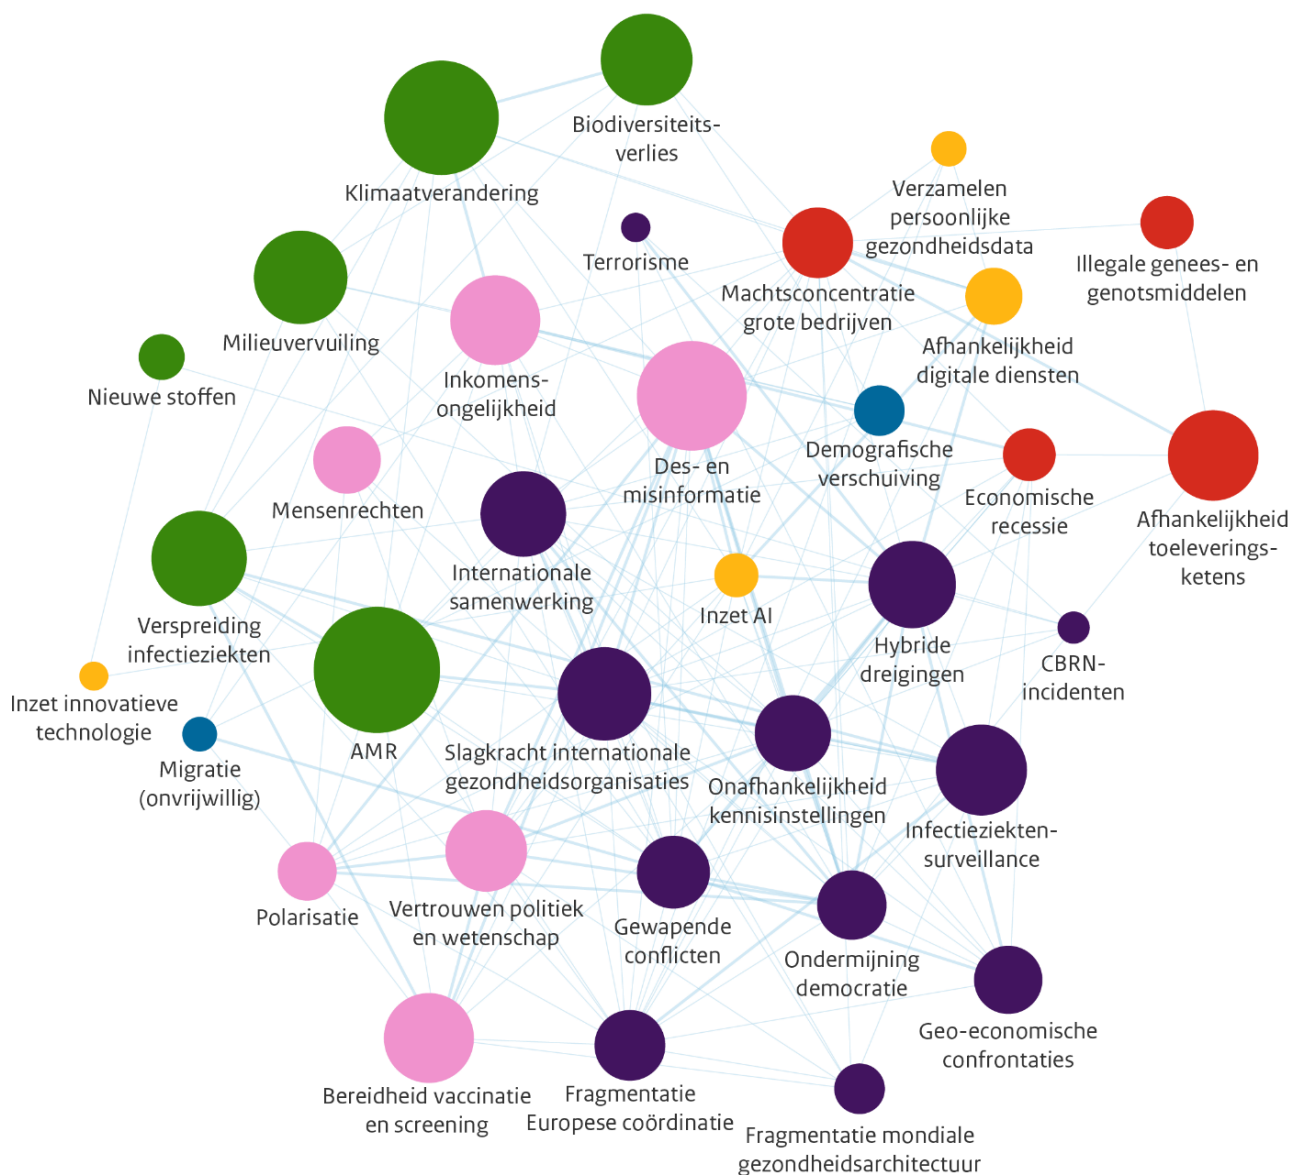 Biodiversiteits-
verlies
Klimaatverandering
Verzamelen
persoonlijke
gezondheidsdata
Terrorisme
Illegale genees- en
genotsmiddelen
Machtsconcentratie
grote bedrijven
Milieuvervuiling
Afhankelijkheid
digitale diensten
Inkomens-
ongelijkheid
Nieuwe stoffen
Des- en
misinformatie
Demografische
verschuiving
Economische
recessie
Mensenrechten
Afhankelijkheid
toeleverings-
ketens
Internationale
samenwerking
Inzet AI
Verspreiding
infectieziekten
Hybride
dreigingen
CBRN-
incidenten
Inzet innovatieve
technologie
AMR
Slagkracht internationale
gezondheidsorganisaties
Migratie
(onvrijwillig)
Onafhankelijkheid
kennisinstellingen
Infectieziekten-
surveillance
Polarisatie
Vertrouwen politiek
en wetenschap
Gewapende
conflicten
Ondermijning
democratie
Geo-economische
confrontaties
Bereidheid vaccinatie
en screening
Fragmentatie
Europese coördinatie
Fragmentatie mondiale
gezondheidsarchitectuur